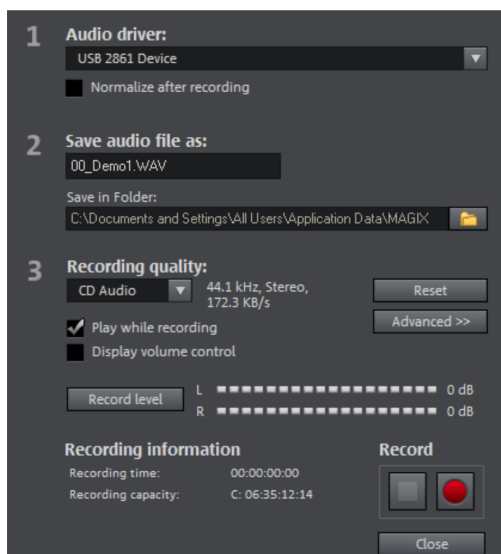 1 Audio driver:
USB 2861 Device
Normalize after recording
2 Save audio file as:
00_Demo1.WAV
Save in Folder:
C:\Documents and Settings\All Users\Application Data\MAGIX
3 Recording quality:
CD Audio 44.1 kHz, Stereo,
172.3 KB/s
Reset
Play while recording
Advanced >>
Display volume control
Record level
L 0 dB
R 0 dB
Recording information
Record
Recording time: 00:00:00:00
Recording capacity: C: 06:35:12:14
Close